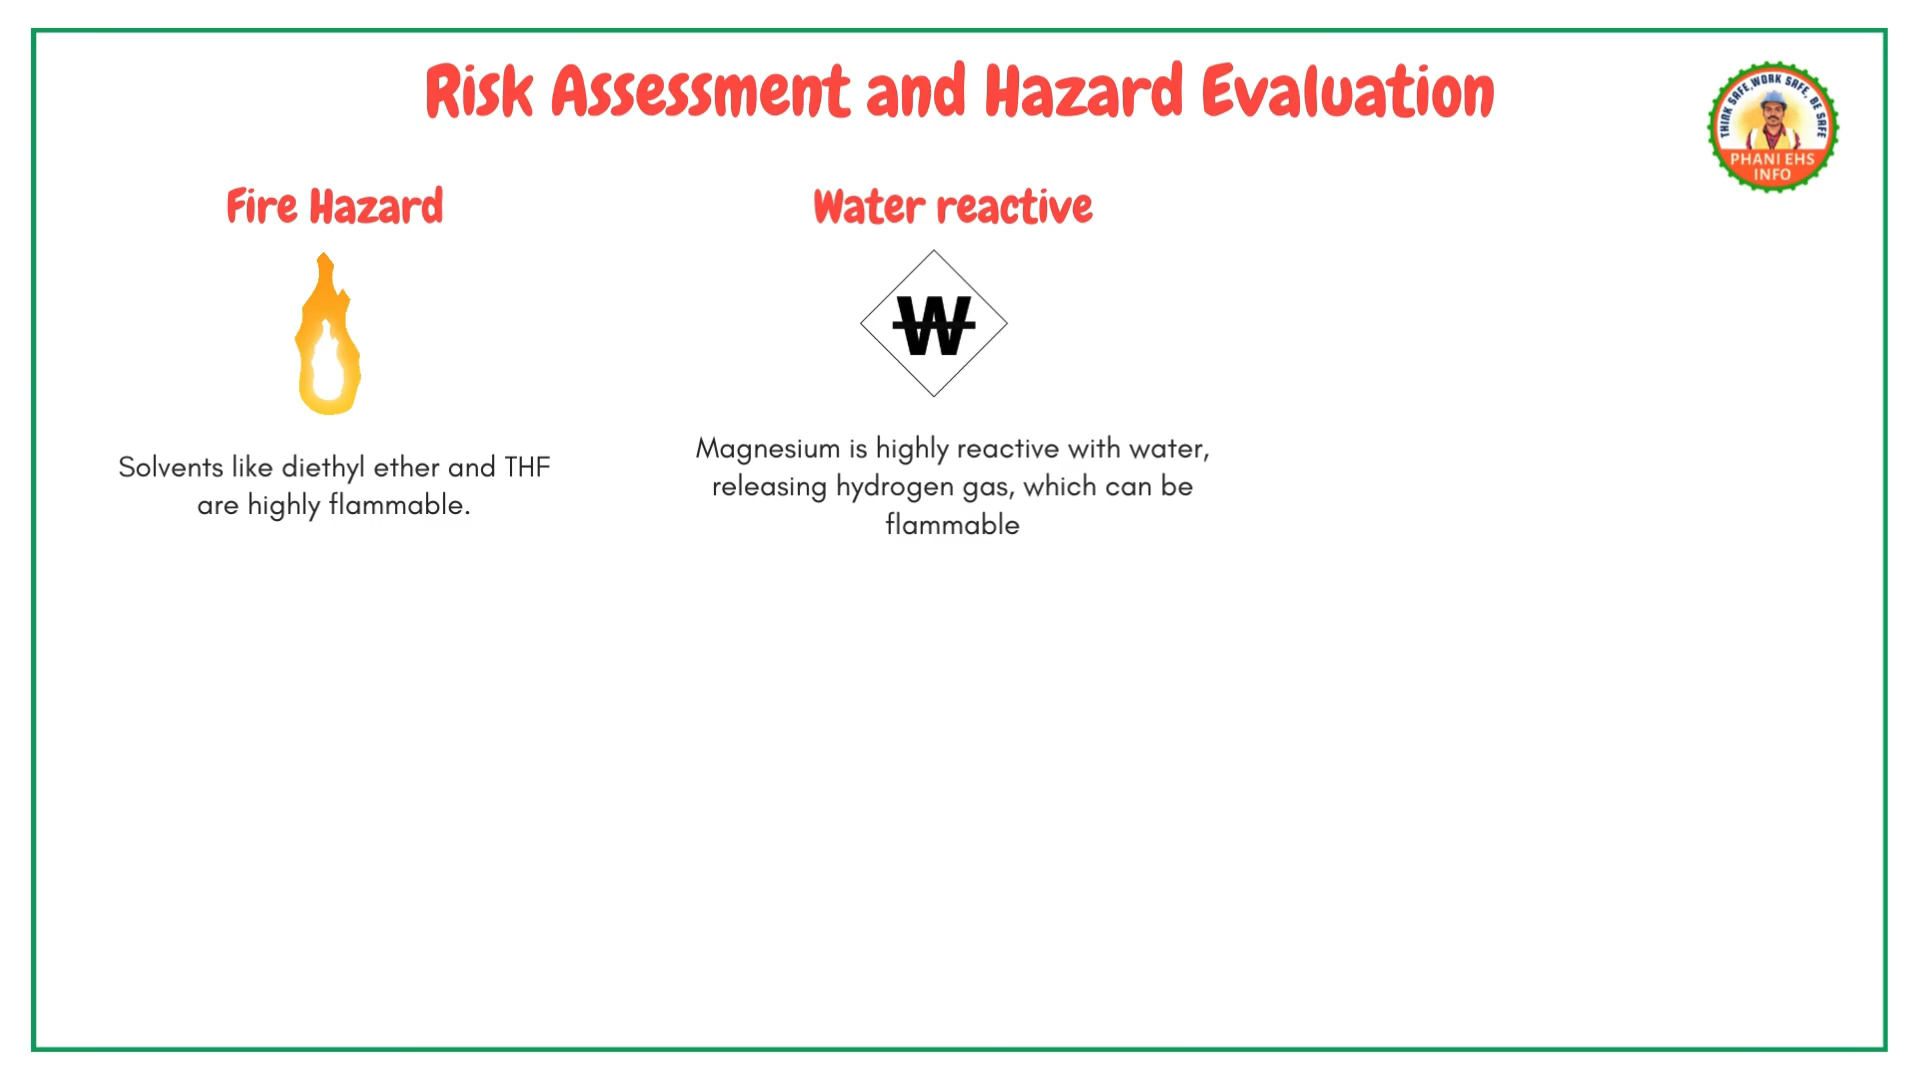 Risk Assessment and Hazard Evaluation
THINK SAFE,WORK SAFE, BE SAFE
PHANI EHS
INFO
Fire Hazard
Water reactive
W
Solvents like diethyl ether and THF
are highly flammable.
Magnesium is highly reactive with water,
releasing hydrogen gas, which can be
flammable